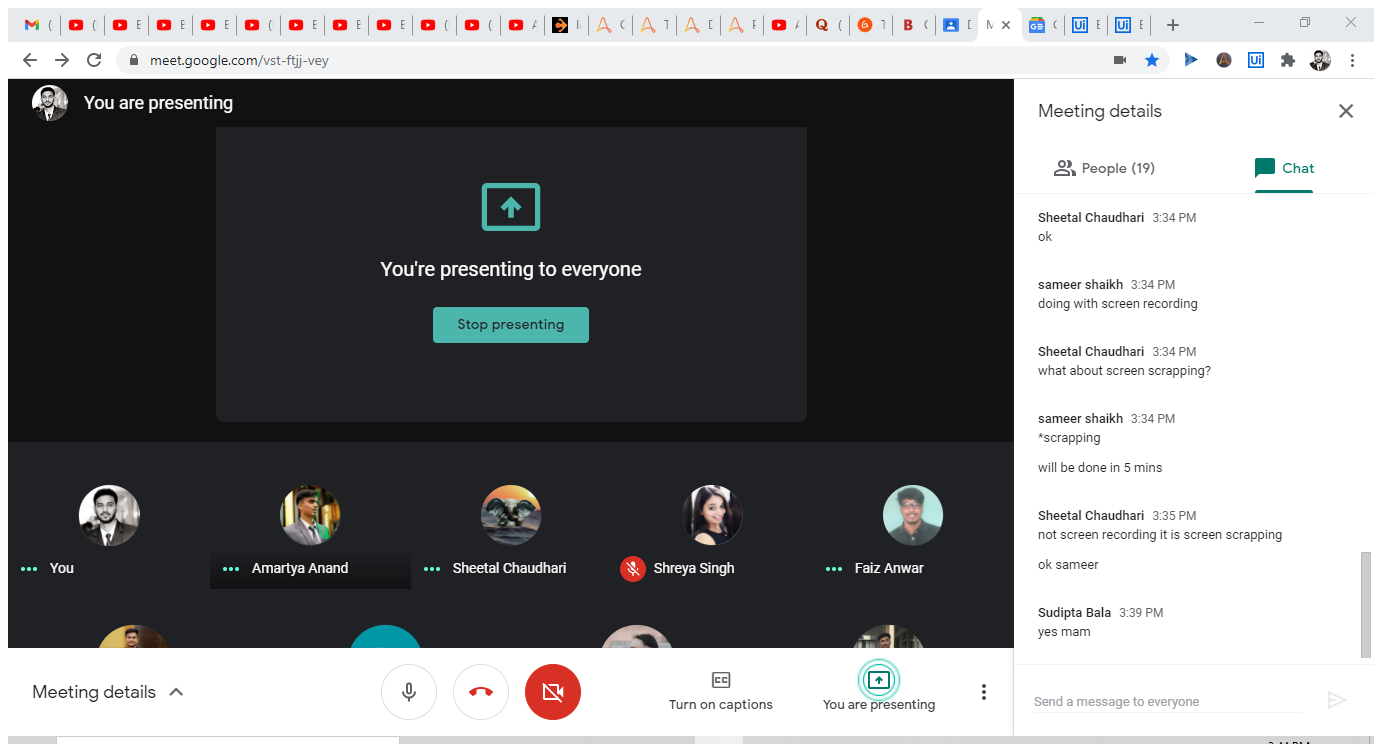 meet.google.com/vst-ftjj-vey
You are presenting
You're presenting to everyone
Stop presenting
You
Amartya Anand
Sheetal Chaudhari
Shreya Singh
Faiz Anwar
Meeting details
Turn on captions
You are presenting
Meeting details
People (19)
Chat
Sheetal Chaudhari 3:34 PM
ok
sameer shaikh 3:34 PM
doing with screen recording
Sheetal Chaudhari 3:34 PM
what about screen scrapping?
sameer shaikh 3:34 PM
*scrapping
will be done in 5 mins
Sheetal Chaudhari 3:35 PM
not screen recording it is screen scrapping
ok sameer
Sudipta Bala 3:39 PM
yes mam
Send a message to everyone